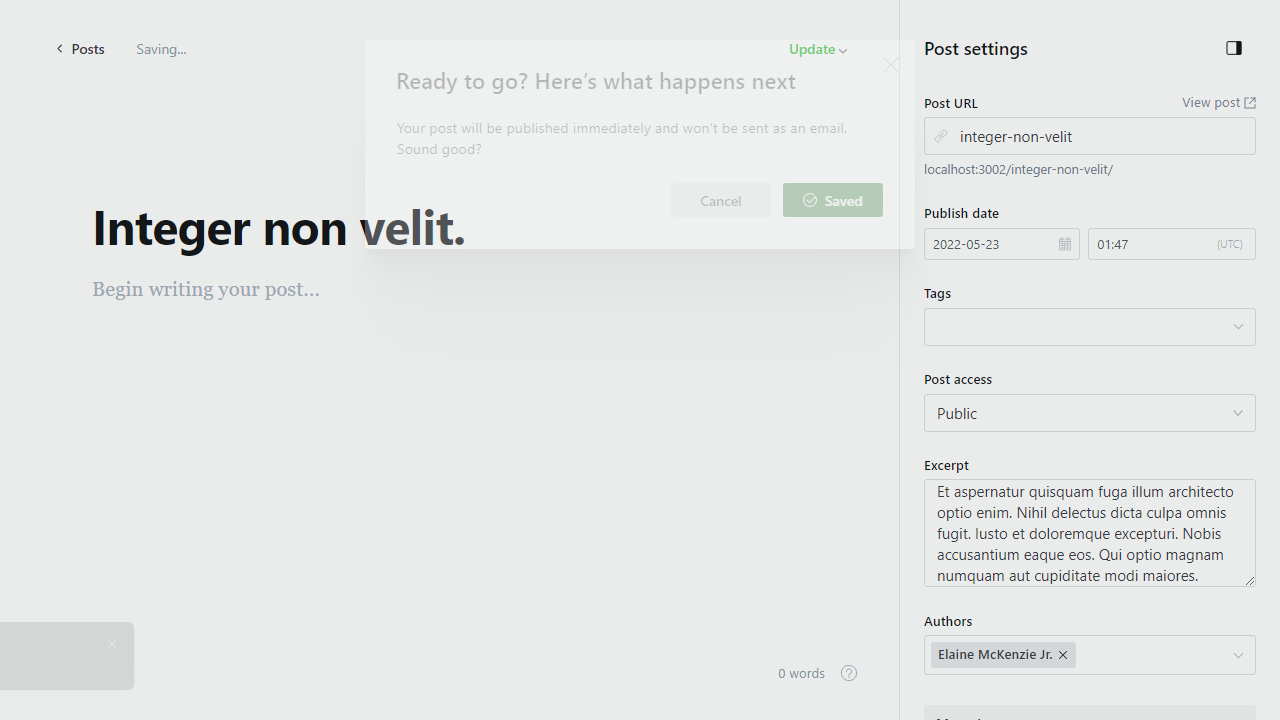 Posts
Saving...
Update
Ready to go? Here's what happens next
Your post will be published immediately and won't be sent as an email.
Sound good?
Cancel
Saved
Integer non velit.
Begin writing your post...
0 words
?
Post settings
Post URL
View post
integer-non-velit
localhost:3002/integer-non-velit/
Publish date
2022-05-23
01:47
(UTC)
Tags
Post access
Public
Excerpt
Et aspernatur quisquam fuga illum architecto
optio enim. Nihil delectus dicta culpa omnis
fugit. Iusto et doloremque excepturi. Nobis
accusantium eaque eos. Qui optio magnam
numquam aut cupiditate modi maiores.
Authors
Elaine McKenzie Jr.